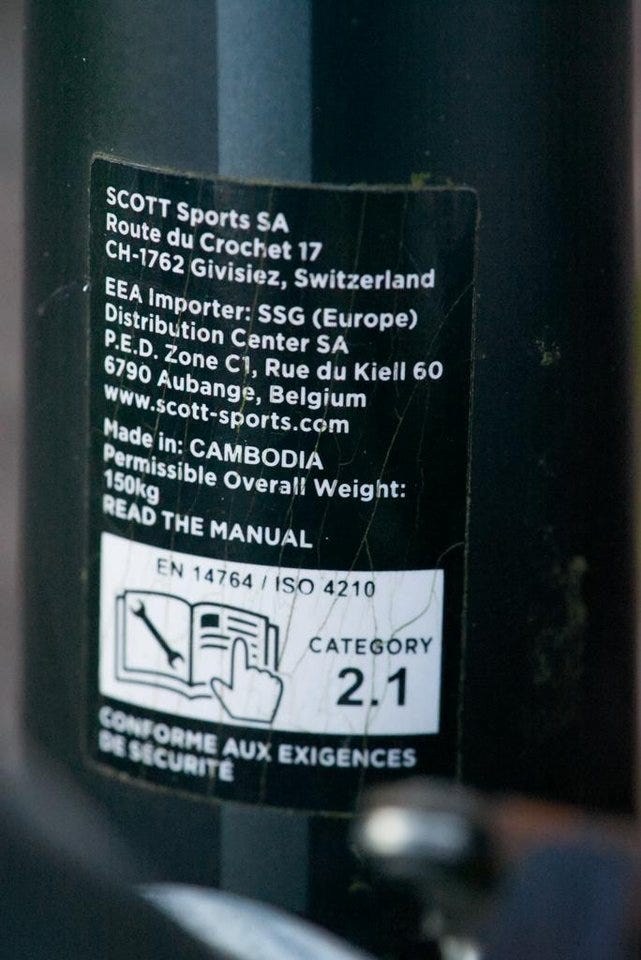 SCOTT Sports SA
Route du Crochet 17
CH-1762 Givisiez, Switzerland
EEA Importer: SSG (Europe)
Distribution Center SA
P.E.D. Zone C1, Rue du Kiell 60
6790 Aubange, Belgium
www.scott-sports.com
Made in: CAMBODIA
Permissible Overall Weight:
150kg
READ THE MANUAL
EN 14764 / ISO 4210
CATEGORY
2.1
CONFORME AUX EXIGENCES
DE SÉCURITÉ